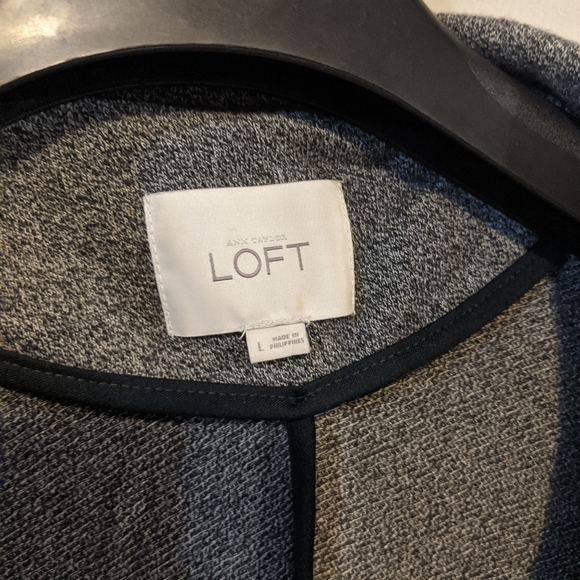 ANN TAYLOR
LOFT
L
MADE IN
PHILIPPINES